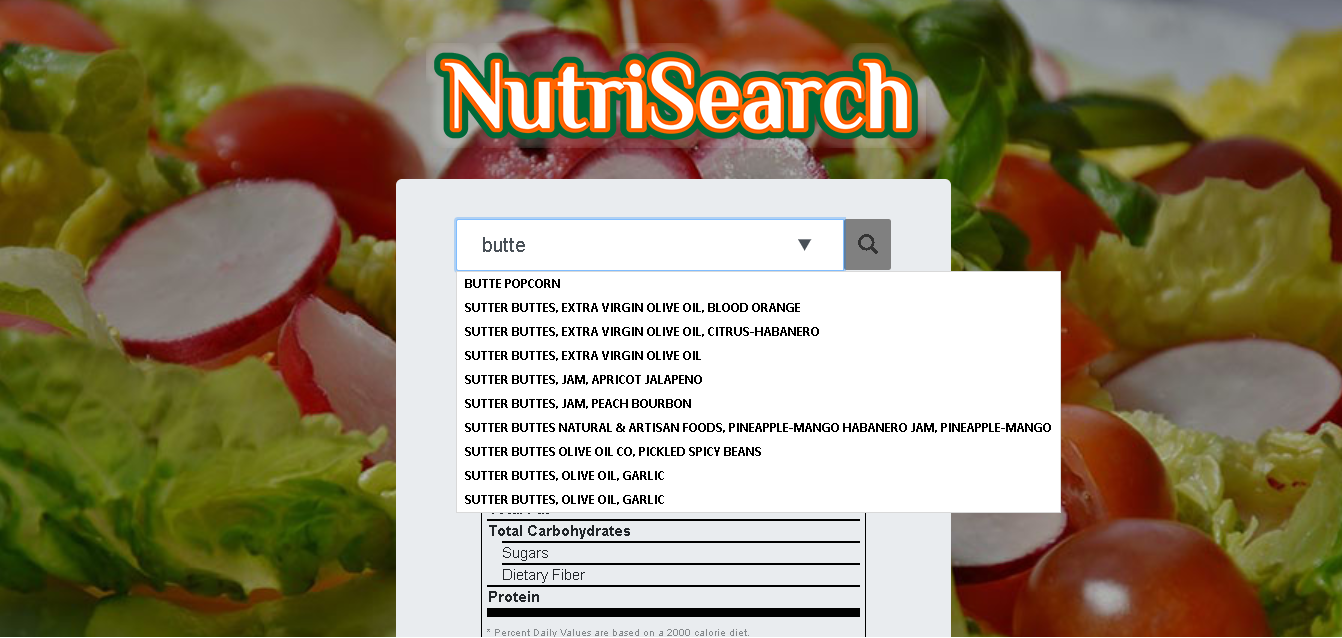 NutriSearch
butte
BUTTE POPCORN
SUTTER BUTTES, EXTRA VIRGIN OLIVE OIL, BLOOD ORANGE
SUTTER BUTTES, EXTRA VIRGIN OLIVE OIL, CITRUS-HABANERO
SUTTER BUTTES, EXTRA VIRGIN OLIVE OIL
SUTTER BUTTES, JAM, APRICOT JALAPENO
SUTTER BUTTES, JAM, PEACH BOURBON
SUTTER BUTTES NATURAL & ARTISAN FOODS, PINEAPPLE-MANGO HABANERO JAM, PINEAPPLE-MANGO
SUTTER BUTTES OLIVE OIL CO, PICKLED SPICY BEANS
SUTTER BUTTES, OLIVE OIL, GARLIC
SUTTER BUTTES, OLIVE OIL, GARLIC
Total Carbohydrates
Sugars
Dietary Fiber
Protein
* Percent Daily Values are based on a 2000 calorie diet.